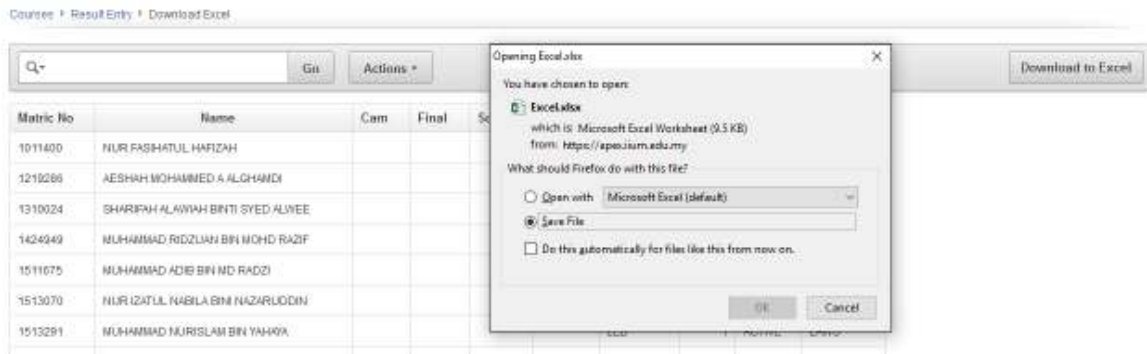 Courses Result Entry Download Excel
Go Actions Download to Excel
Opening Excel.xlsx
You have chosen to open:
Excel.xlsx
which is: Microsoft Excel Worksheet (9.5 KB)
from: https://apex.iium.edu.my
What should Firefox do with this file?
Open with Microsoft Excel (default)
Save File
Do this automatically for files like this from now on.
OK Cancel
Matric No Name Cam Final
1011400 NUR FASIHATUL HAFIZAH
1219286 AESHAH MOHAMMED A ALGHAMDI
1310024 SHARIFAH ALAWIAH BINTI SYED ALWEE
1424949 MUHAMMAD RIDZUAN BIN MOHD RAZIF
1511675 MUHAMMAD ADIB BIN MD RADZI
1513070 NUR IZATUL NABILA BINI NAZARUDDIN
1513291 MUHAMMAD NURISLAM BIN YAHAYA